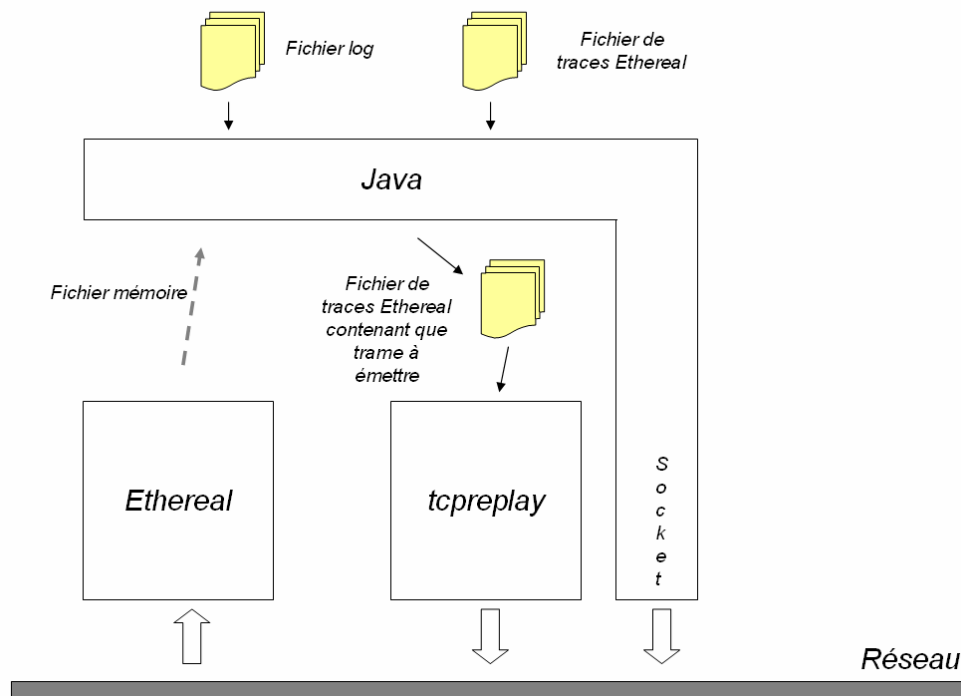 Fichier log
Fichier de
traces Ethereal
Java
Fichier mémoire
Fichier de
traces Ethereal
contenant que
trame à
émettre
Ethereal
tcpreplay
Socket
Réseau